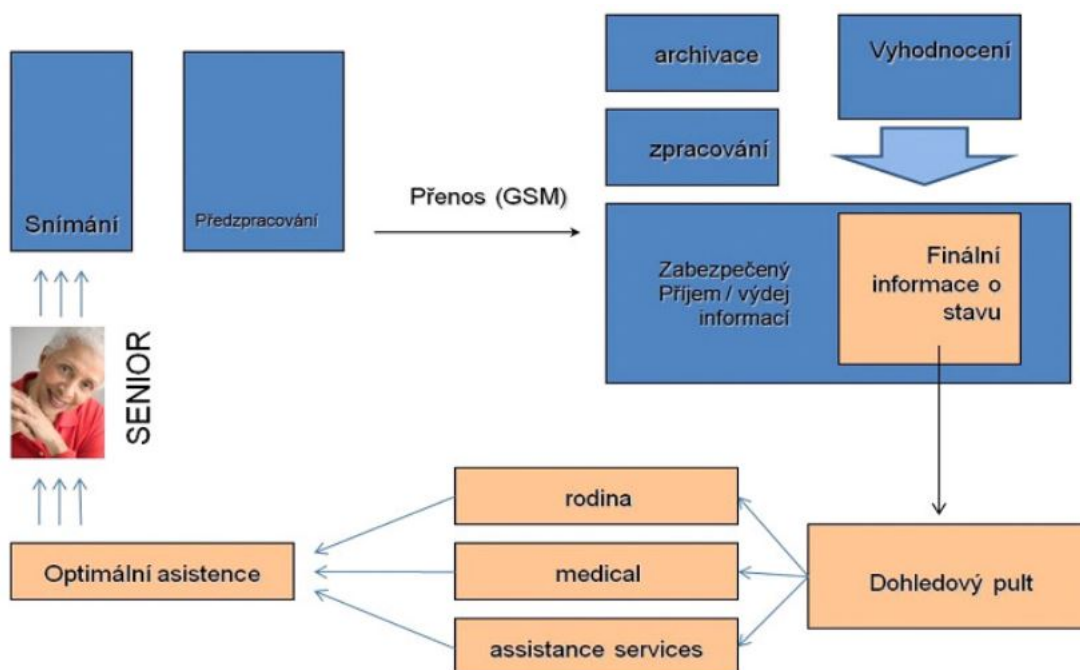 archivace
Vyhodnocení
zpracování
Snímání
Předzpracování
Přenos (GSM)
Zabezpečený
Příjem / výdej
informací
Finální
informace o
stavu
SENIOR
rodina
Optimální asistence
medical
Dohledový pult
assistance services